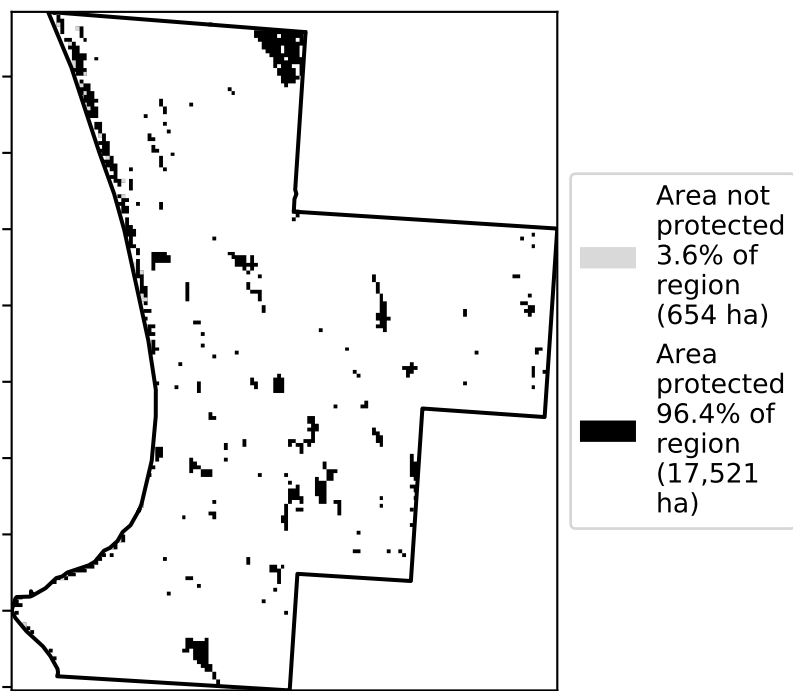 Area not
protected
3.6% of
region
(654 ha)
Area
protected
96.4% of
region
(17,521
ha)